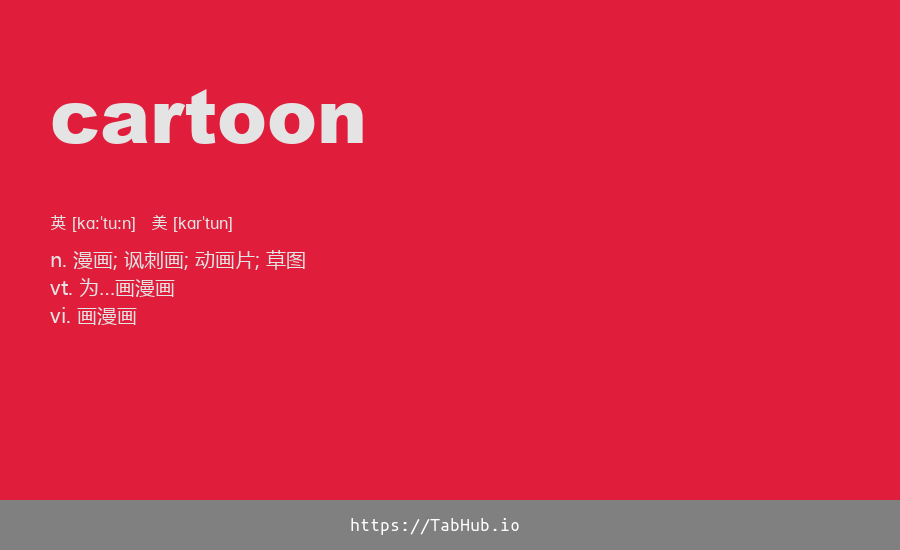 cartoon
英 [kɑːˈtuːn] 美 [kɑrˈtun]
n. 漫画; 讽刺画; 动画片; 草图
vt. 为...画漫画
vi. 画漫画
https://TabHub.io